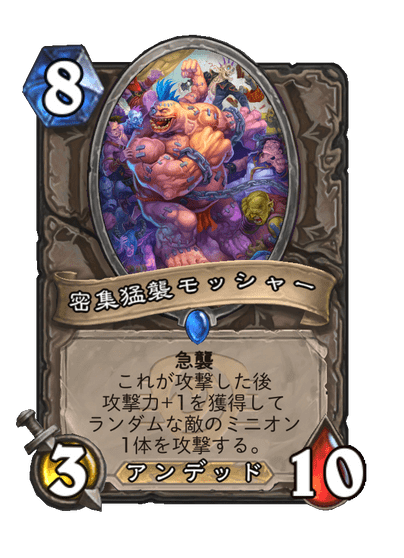 8
密集猛襲モッシャー
急襲
これが攻撃した後
攻撃力+1を獲得して
ランダムな敵のミニオン
1体を攻撃する。
3
アンデッド
10